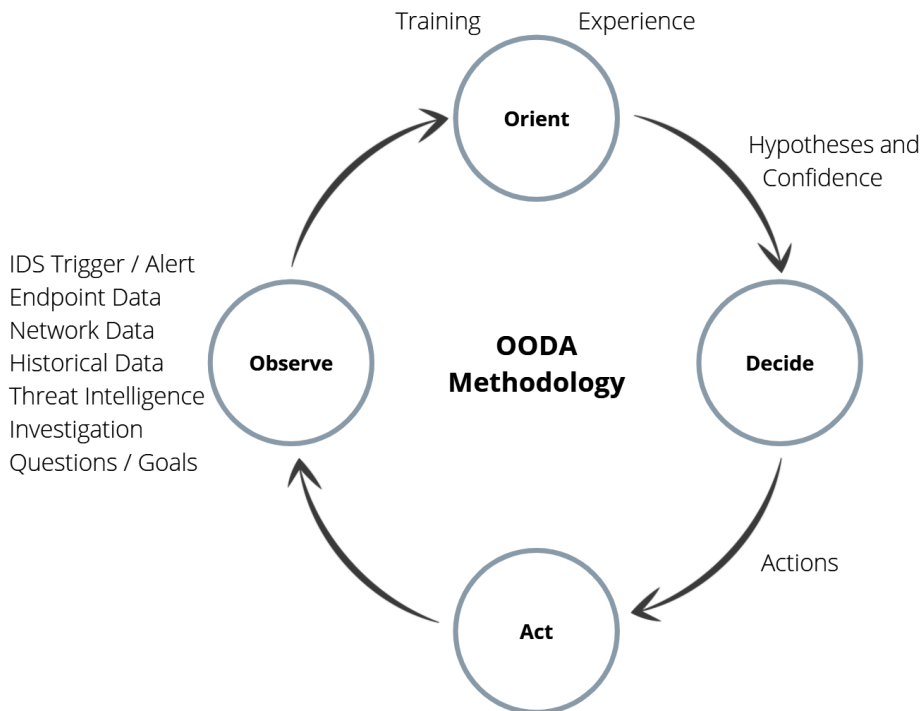 Training
Experience
Orient
Hypotheses and
Confidence
IDS Trigger / Alert
Endpoint Data
Network Data
Historical Data
Threat Intelligence
Investigation
Questions / Goals
Observe
OODA
Methodology
Decide
Actions
Act